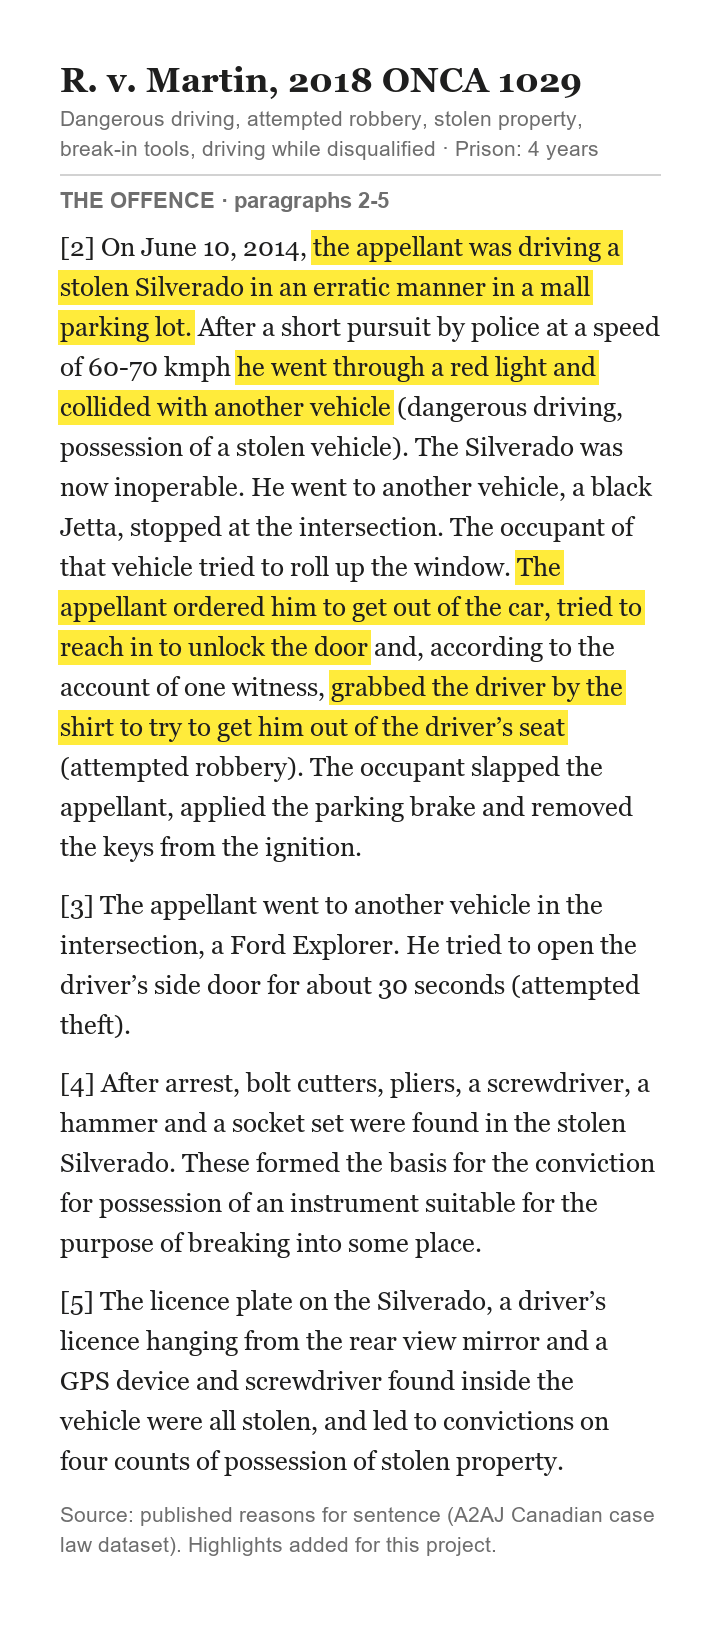 R. v. Martin, 2018 ONCA 1029
Dangerous driving, attempted robbery, stolen property,
break-in tools, driving while disqualified · Prison: 4 years
THE OFFENCE · paragraphs 2-5
[2] On June 10, 2014, the appellant was driving a
stolen Silverado in an erratic manner in a mall
parking lot. After a short pursuit by police at a speed
of 60-70 kmph he went through a red light and
collided with another vehicle (dangerous driving,
possession of a stolen vehicle). The Silverado was
now inoperable. He went to another vehicle, a black
Jetta, stopped at the intersection. The occupant of
that vehicle tried to roll up the window. The
appellant ordered him to get out of the car, tried to
reach in to unlock the door and, according to the
account of one witness, grabbed the driver by the
shirt to try to get him out of the driver’s seat
(attempted robbery). The occupant slapped the
appellant, applied the parking brake and removed
the keys from the ignition.
[3] The appellant went to another vehicle in the
intersection, a Ford Explorer. He tried to open the
driver’s side door for about 30 seconds (attempted
theft).
[4] After arrest, bolt cutters, pliers, a screwdriver, a
hammer and a socket set were found in the stolen
Silverado. These formed the basis for the conviction
for possession of an instrument suitable for the
purpose of breaking into some place.
[5] The licence plate on the Silverado, a driver’s
licence hanging from the rear view mirror and a
GPS device and screwdriver found inside the
vehicle were all stolen, and led to convictions on
four counts of possession of stolen property.
Source: published reasons for sentence (A2AJ Canadian case
law dataset). Highlights added for this project.